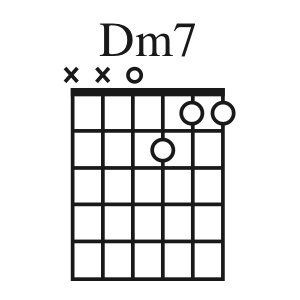 Dm7
× × ○